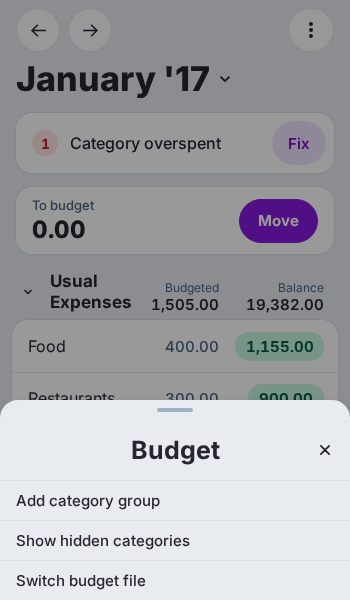 January '17
1 Category overspent Fix
To budget
0.00 Move
Usual Expenses Budgeted Balance
1,505.00 19,382.00
Food 400.00 1,155.00
Restaurants 300.00 900.00
Budget
Add category group
Show hidden categories
Switch budget file